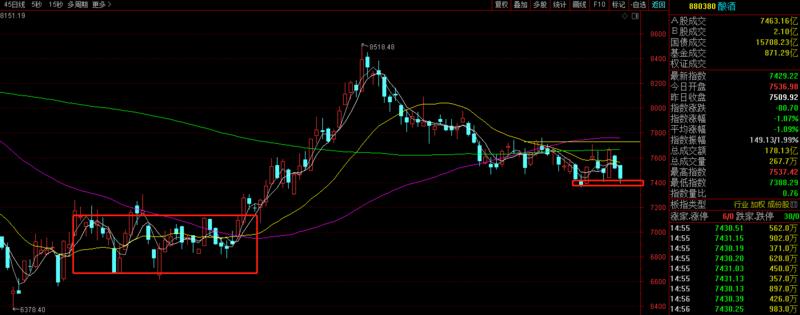 45日线 5秒 15秒 多周期 更多>
复权 叠加 多股 统计 画线 F10 标记 -自选 返回
880380 酿酒
8151.19
8518.48
6378.40
8600
8400
8200
8000
7800
7600
7400
7200
7000
6800
6600
6400
A股成交 7463.16亿
B股成交 2.10亿
国债成交 15708.23亿
基金成交 871.29亿
权证成交
最新指数 7429.22
今日开盘 7536.98
昨日收盘 7509.92
指数涨跌 -80.70
指数涨幅 -1.07%
平均涨幅 -1.09%
指数振幅 149.13/1.99%
总成交额 178.13亿
总成交量 267.7万
最高指数 7537.42
最低指数 7388.29
指数量比 0.76
板指类型 行业 加权 成份股
涨家.涨停 6/0 跌家.跌停 30/0
14:55 7430.51 562.0万
14:55 7431.15 902.0万
14:55 7430.19 371.0万
14:55 7430.20 628.0万
14:55 7431.03 450.0万
14:55 7431.13 357.0万
14:55 7430.13 897.0万
14:56 7430.39 426.0万
14:56 7430.25 983.0万